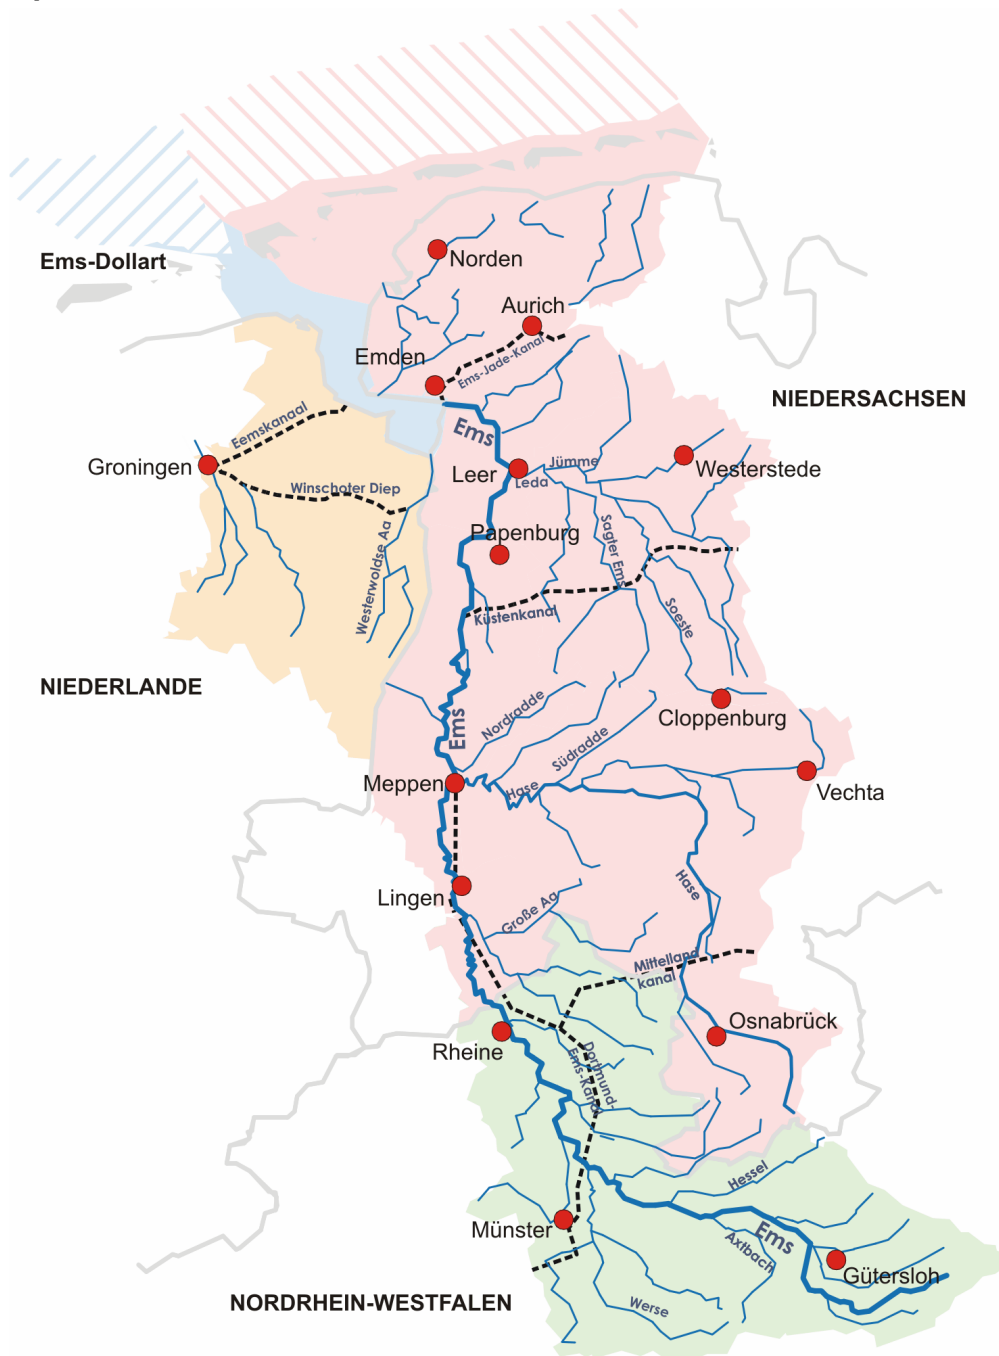 Ems-Dollart
Norden
Aurich
Emden
Ems-Jade-Kanal
NIEDERSACHSEN
Eemskanaal
Ems
Groningen
Leer
Jümme
Westerstede
Leda
Winschoter Diep
Papenburg
Sagter Ems
Westerwoldse Aa
Küstenkanal
Soeste
NIEDERLANDE
Nordradde
Cloppenburg
Ems
Südradde
Meppen
Hase
Vechta
Hase
Lingen
Große Aa
Mittelland
kanal
Osnabrück
Rheine
Dortmund-
Ems-Kanal
Hessel
Münster
Ems
Axtbach
Gütersloh
NORDRHEIN-WESTFALEN
Werse